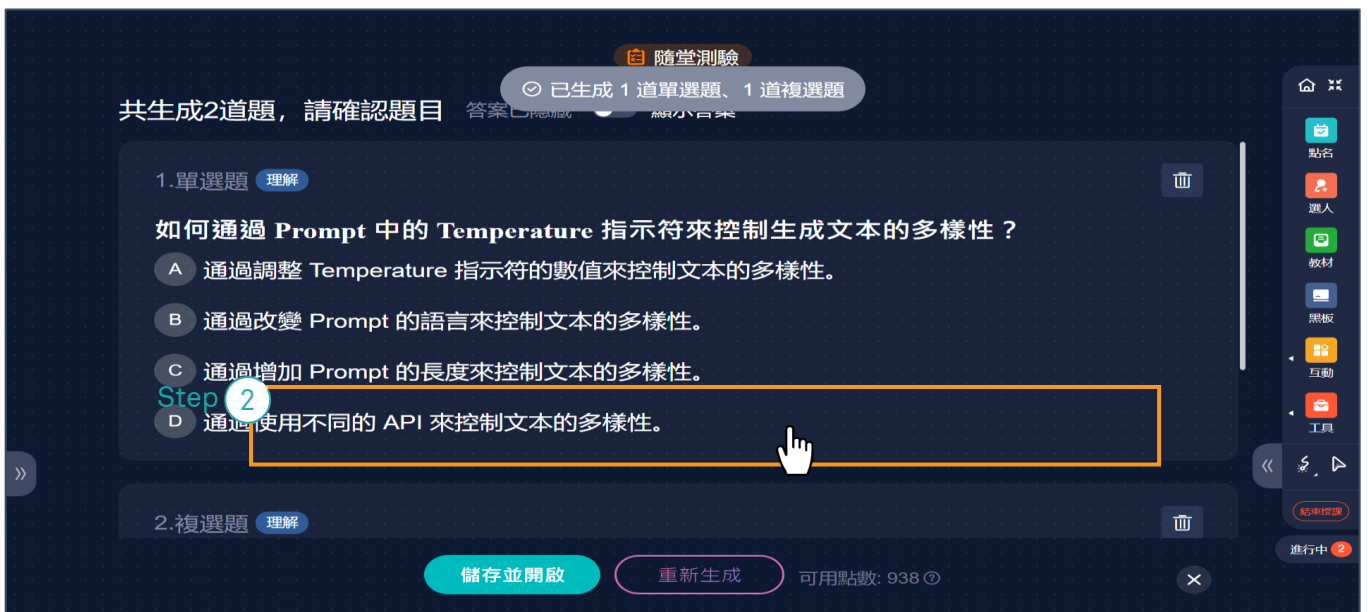 隨堂測驗
已生成 1 道單選題、1 道複選題
共生成2道題，請確認題目 答案已隱藏 顯示答案
1.單選題 理解
如何通過 Prompt 中的 Temperature 指示符來控制生成文本的多樣性？
A 通過調整 Temperature 指示符的數值來控制文本的多樣性。
B 通過改變 Prompt 的語言來控制文本的多樣性。
C 通過增加 Prompt 的長度來控制文本的多樣性。
Step 2
D 通過使用不同的 API 來控制文本的多樣性。
2.複選題 理解
儲存並開啟 重新生成 可用點數: 938
點名
選人
教材
黑板
互動
工具
結束授課
進行中 2